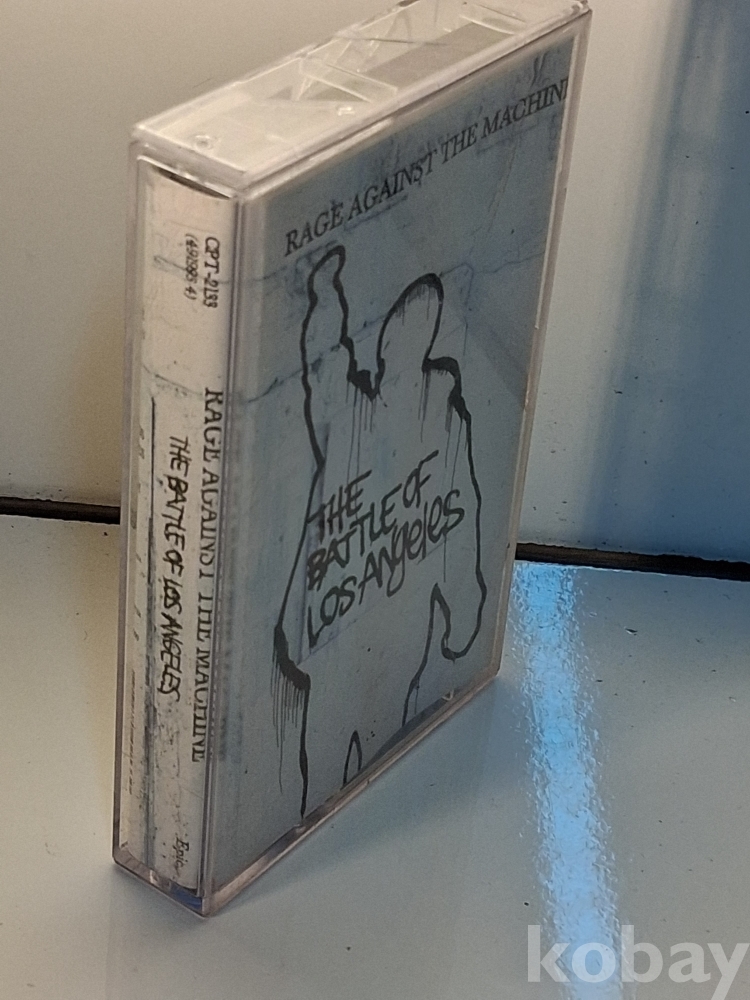 RAGE AGAINST THE MACHINE
THE
BATTLE OF
LOS ANGELES
CPT-2133
RAGE AGAINST THE MACHINE
THE BATTLE OF LOS ANGELES
Epic
kobay